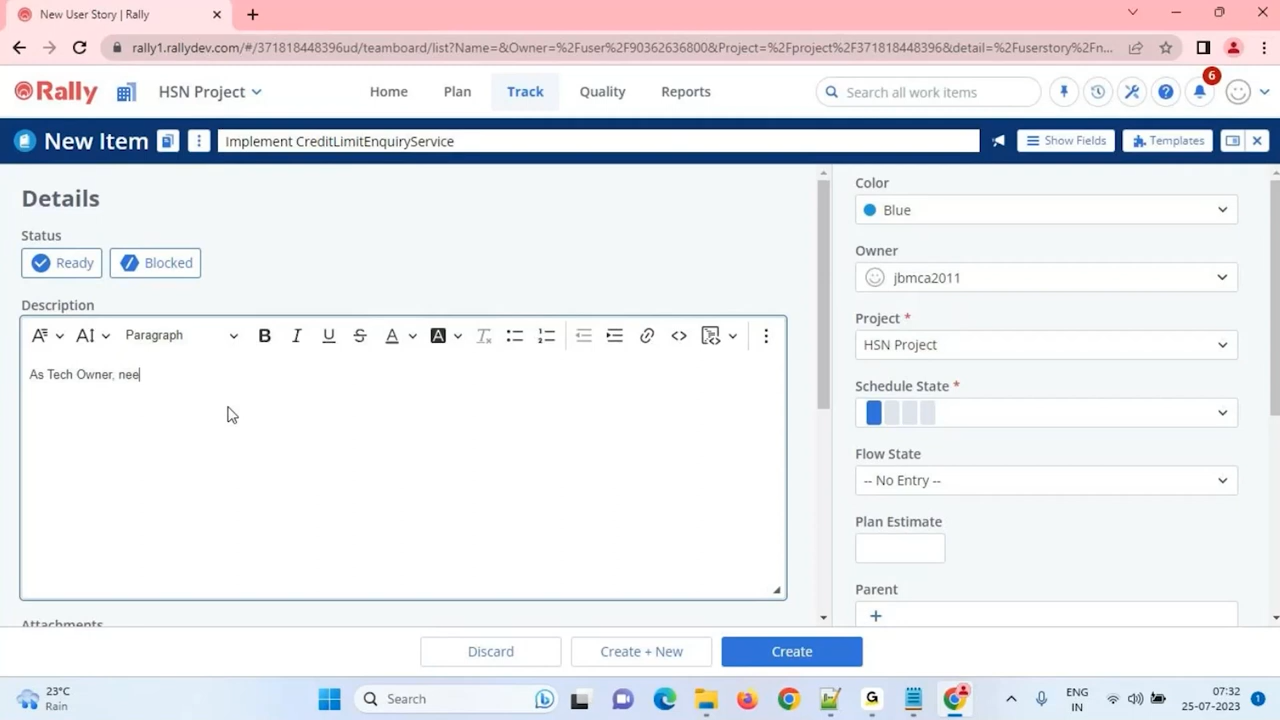 New User Story | Rally
rally1.rallydev.com/#/371818448396ud/teamboard/list?Name=&Owner=%2Fuser%2F90362636800&Project=%2Fproject%2F371818448396&detail=%2Fuserstory%2Fn...
Rally
HSN Project
Home
Plan
Track
Quality
Reports
Search all work items
6
New Item
Implement CreditLimitEnquiryService
Show Fields
Templates
Details
Status
Ready
Blocked
Description
Paragraph
B I U S A A
As Tech Owner, nee
Attachments
Color
Blue
Owner
jbmca2011
Project *
HSN Project
Schedule State *
Flow State
-- No Entry --
Plan Estimate
Parent
+
Discard
Create + New
Create
23°C
Rain
Search
G
ENG
IN
07:32
25-07-2023
1